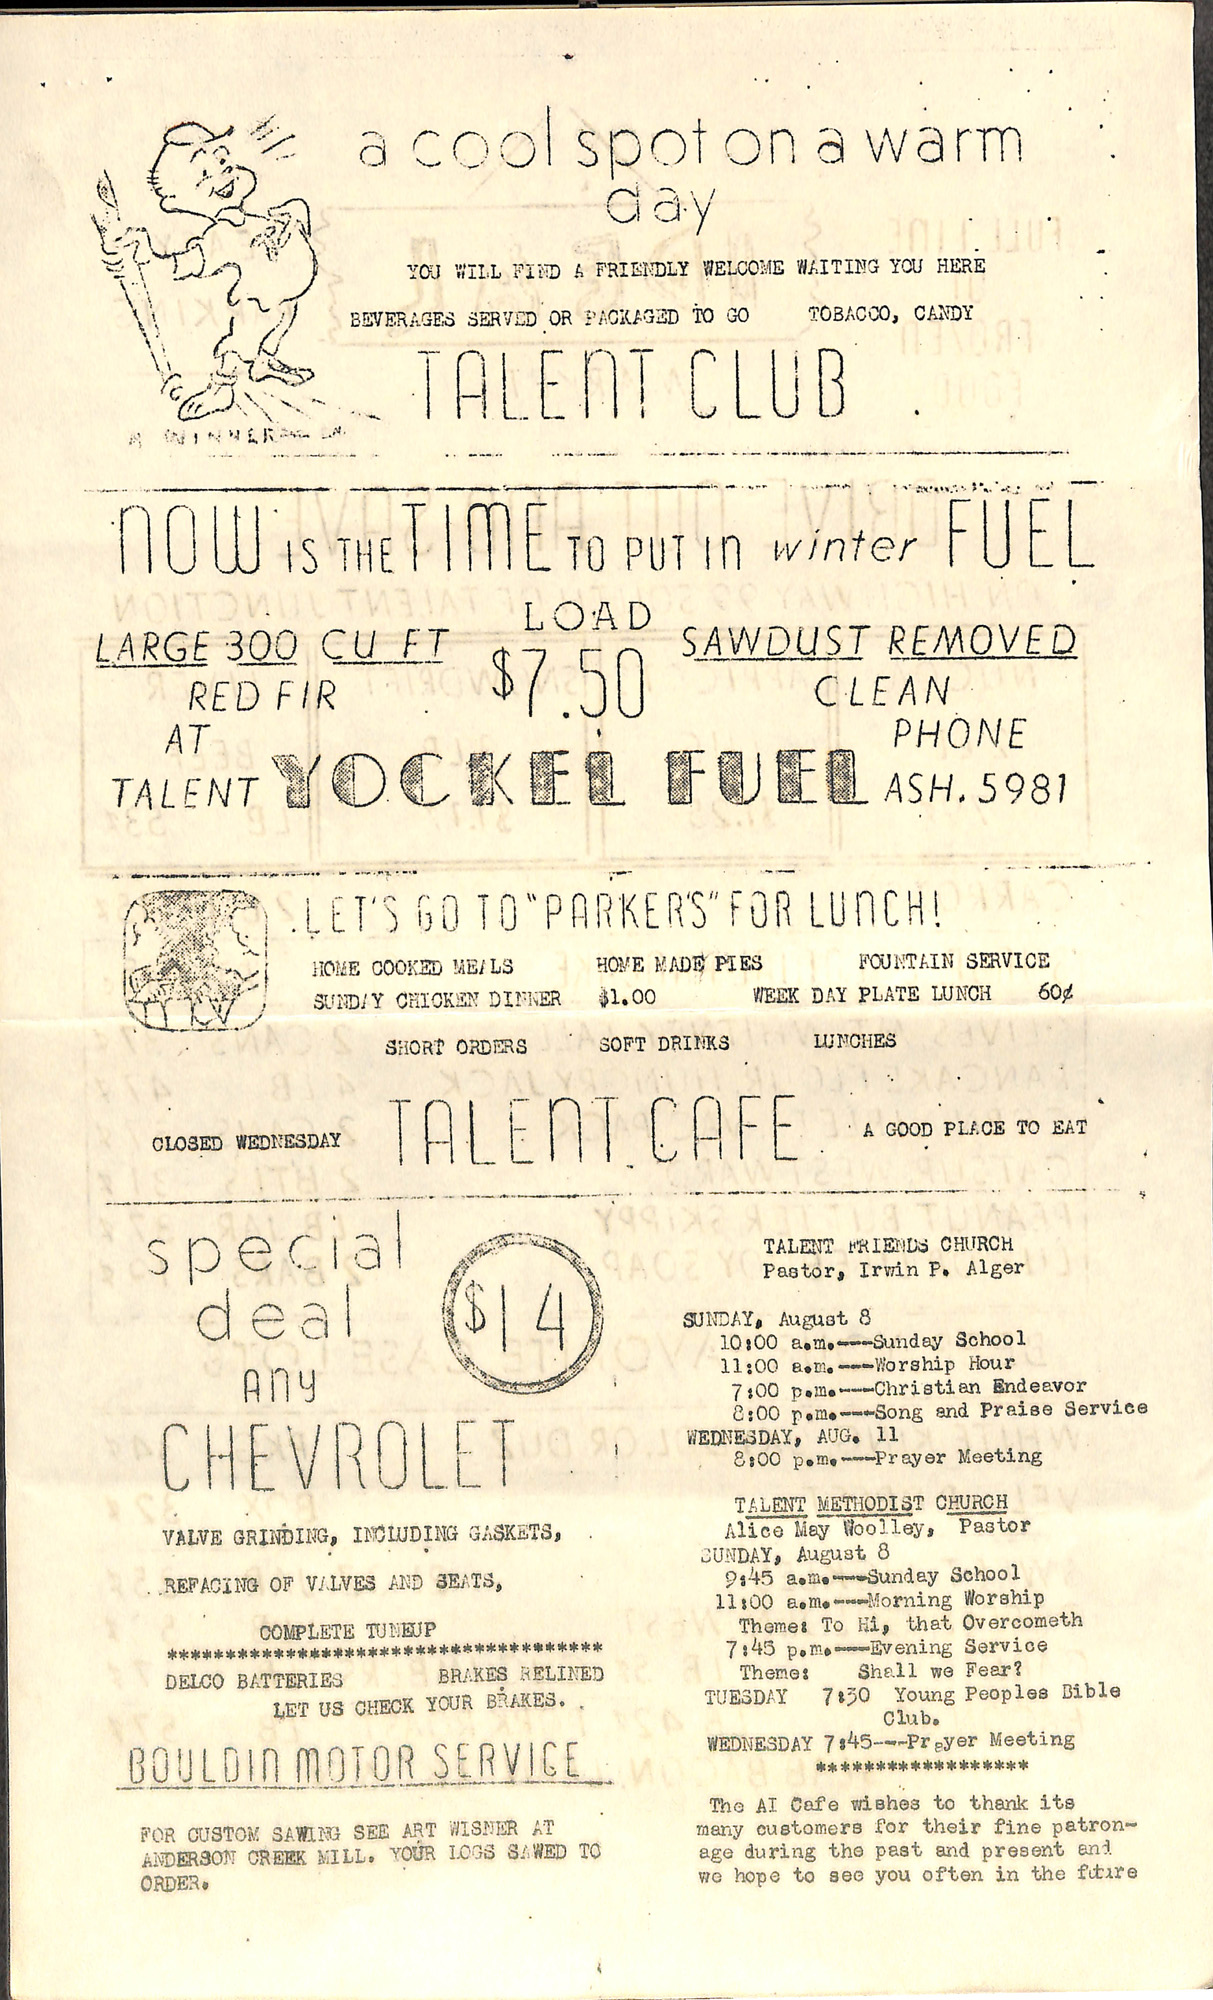 a cool spot on a warm
day
YOU WILL FIND A FRIENDLY WELCOME WAITING YOU HERE
BEVERAGES SERVED OR PACKAGED TO GO TOBACCO, CANDY
TALENT CLUB
A WINNER
NOW IS THE TIME TO PUT IN winter FUEL
LOAD
LARGE 300 CU FT $7.50 SAWDUST REMOVED
RED FIR CLEAN
AT PHONE
TALENT YOCKEL FUEL ASH. 5981
LET'S GO TO "PARKER'S" FOR LUNCH!
HOME COOKED MEALS HOME MADE PIES FOUNTAIN SERVICE
SUNDAY CHICKEN DINNER $1.00 WEEK DAY PLATE LUNCH 60¢
SHORT ORDERS SOFT DRINKS LUNCHES
CLOSED WEDNESDAY TALENT CAFE A GOOD PLACE TO EAT
special
deal $14
ANY
CHEVROLET
VALVE GRINDING, INCLUDING GASKETS,
REFACING OF VALVES AND SEATS,
COMPLETE TUNEUP
*************************************
DELCO BATTERIES BRAKES RELINED
LET US CHECK YOUR BRAKES.
BOULDIN MOTOR SERVICE
FOR CUSTOM SAWING SEE ART WISNER AT
ANDERSON CREEK MILL. YOUR LOGS SAWED TO
ORDER.
TALENT FRIENDS CHURCH
Pastor, Irwin P. Alger
SUNDAY, August 8
10:00 a.m.---Sunday School
11:00 a.m.---Worship Hour
7:00 p.m.---Christian Endeavor
8:00 p.m.---Song and Praise Service
WEDNESDAY, AUG. 11
8:00 p.m.---Prayer Meeting
TALENT METHODIST CHURCH
Alice May Woolley, Pastor
SUNDAY, August 8
9:45 a.m.---Sunday School
11:00 a.m.---Morning Worship
Theme: To Hi, that Overcometh
7:45 p.m.---Evening Service
Theme: Shall we Fear?
TUESDAY 7:30 Young Peoples Bible
Club.
WEDNESDAY 7:45---Prayer Meeting
******************
The AI Cafe wishes to thank its
many customers for their fine patron-
age during the past and present and
we hope to see you often in the future